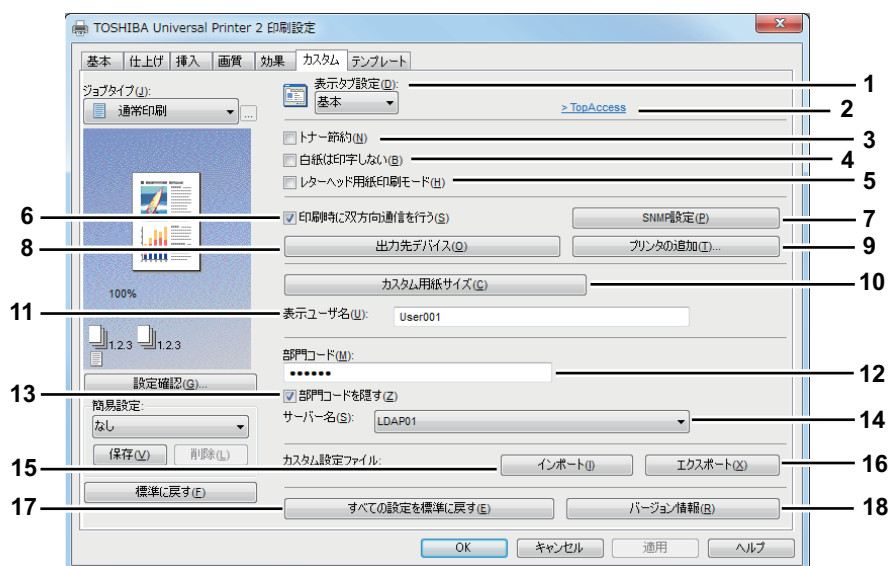 TOSHIBA Universal Printer 2 印刷設定
基本 仕上げ 挿入 画質 効果 カスタム テンプレート
ジョブタイプ(J):
通常印刷
...
100%
1.2.3 1.2.3
設定確認(G)...
簡易設定:
なし
保存(V) 削除(L)
標準に戻す(F)
表示タブ設定(D):
基本
> TopAccess
トナー節約(N)
白紙は印字しない(B)
レターヘッド用紙印刷モード(H)
印刷時に双方向通信を行う(S)
SNMP設定(P)
出力先デバイス(O)
プリンタの追加(T)...
カスタム用紙サイズ(C)
表示ユーザ名(U): User001
部門コード(M):
••••••
部門コードを隠す(Z)
サーバー名(S): LDAP01
カスタム設定ファイル: インポート(I) エクスポート(X)
すべての設定を標準に戻す(E) バージョン情報(R)
OK キャンセル 適用 ヘルプ
1
2
3
4
5
6
7
8
9
10
11
12
13
14
15
16
17
18